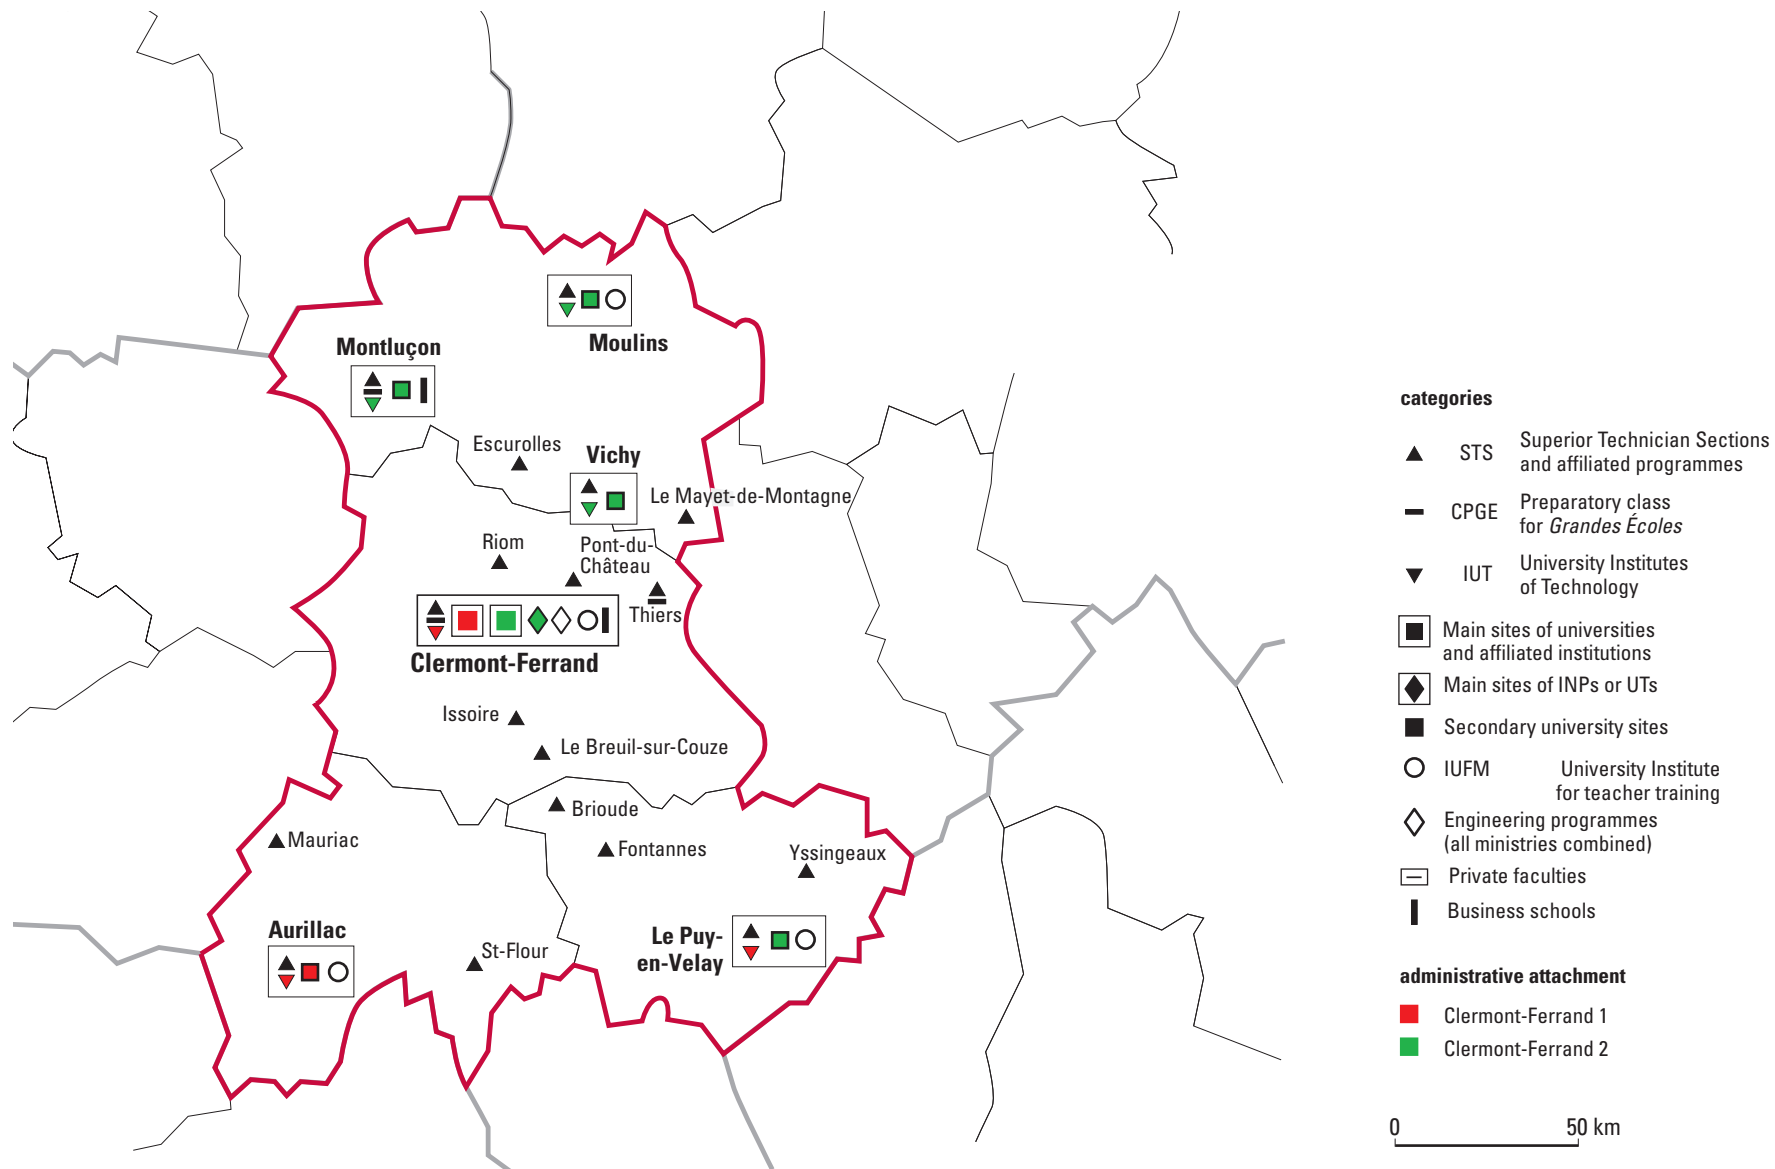 Moulins
Montluçon
Escurolles
Vichy
Le Mayet-de-Montagne
Riom
Pont-du-
Château
Thiers
Clermont-Ferrand
Issoire
Le Breuil-sur-Couze
Brioude
Mauriac
Fontannes
Yssingeaux
Aurillac
St-Flour
Le Puy-
en-Velay
categories
STS
Superior Technician Sections
and affiliated programmes
CPGE
Preparatory class
for Grandes Écoles
IUT
University Institutes
of Technology
Main sites of universities
and affiliated institutions
Main sites of INPs or UTs
Secondary university sites
IUFM
University Institute
for teacher training
Engineering programmes
(all ministries combined)
Private faculties
Business schools
administrative attachment
Clermont-Ferrand 1
Clermont-Ferrand 2
0 50 km